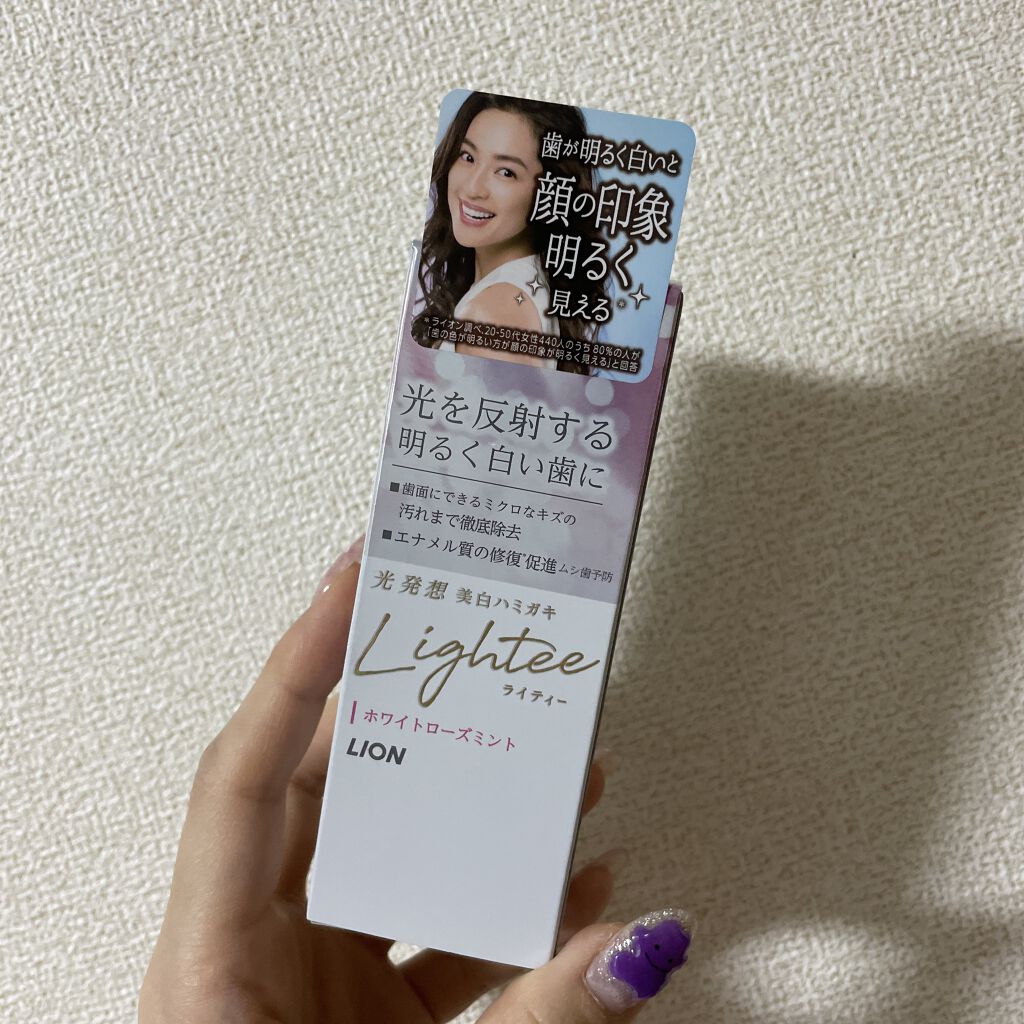 歯が明るく白いと
顔の印象
明るく
見える*
*ライオン調べ、20-50代女性440人のうち80%の人が
「歯の色が明るい方が顔の印象が明るく見える」と回答
光を反射する
明るく白い歯に
■歯面にできるミクロなキズの
汚れまで徹底除去
■エナメル質の修復*促進 ムシ歯予防
光発想 美白ハミガキ
Lightee
ライティー
ホワイトローズミント
LION